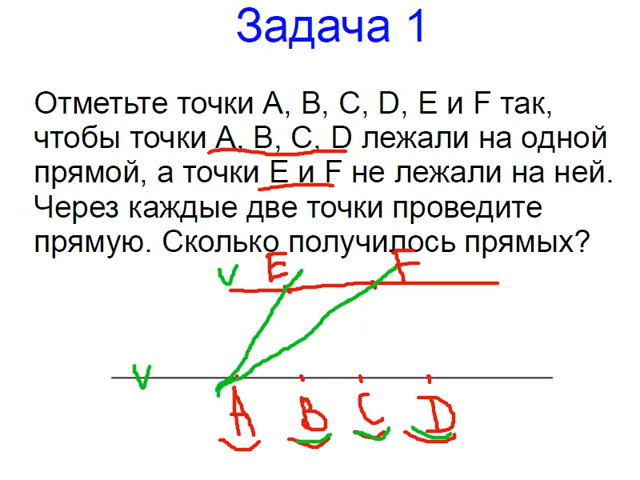 Задача 1
Отметьте точки A, B, C, D, E и F так,
чтобы точки A, B, C, D лежали на одной
прямой, а точки E и F не лежали на ней.
Через каждые две точки проведите
прямую. Сколько получилось прямых?
V E F
V
A B C D